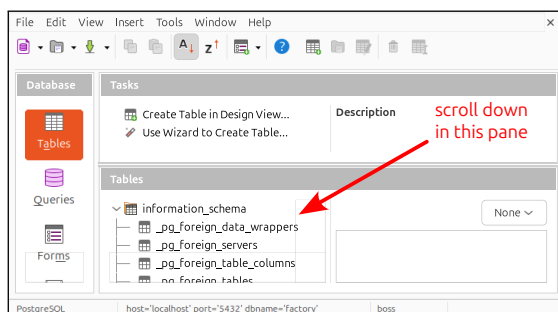 File Edit View Insert Tools Window Help
Database
Tables
Queries
Forms
Tasks
Create Table in Design View...
Use Wizard to Create Table...
Description
scroll down
in this pane
Tables
information_schema
_pg_foreign_data_wrappers
_pg_foreign_servers
_pg_foreign_table_columns
_pg_foreign_tables
None
PostgreSQL host='localhost' port='5432' dbname='factory' boss